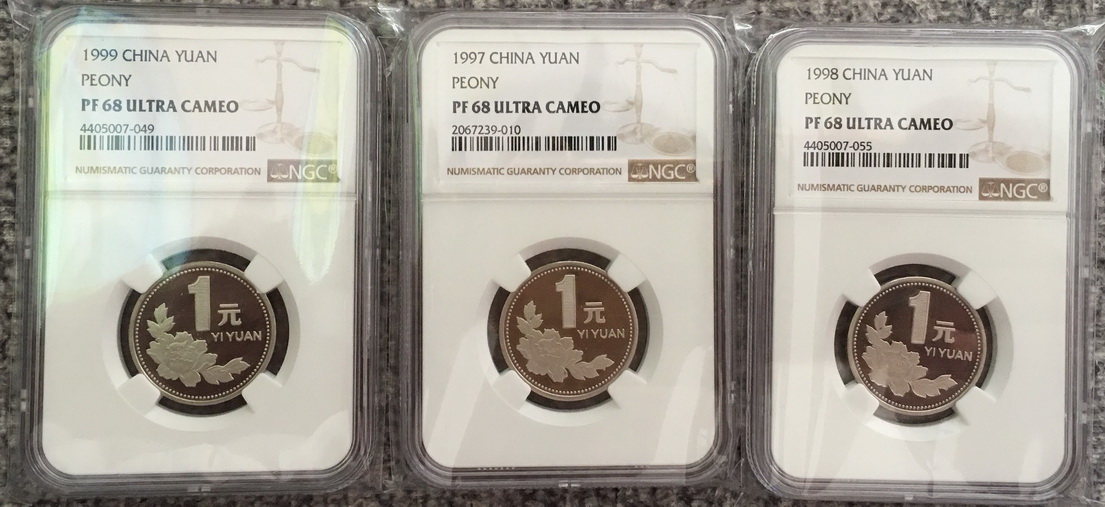 1999 CHINA YUAN
PEONY
PF 68 ULTRA CAMEO
4405007-049
NUMISMATIC GUARANTY CORPORATION NGC®
1元
YI YUAN
1997 CHINA YUAN
PEONY
PF 68 ULTRA CAMEO
2067239-010
NUMISMATIC GUARANTY CORPORATION NGC®
1元
YI YUAN
1998 CHINA YUAN
PEONY
PF 68 ULTRA CAMEO
4405007-055
NUMISMATIC GUARANTY CORPORATION NGC®
1元
YI YUAN